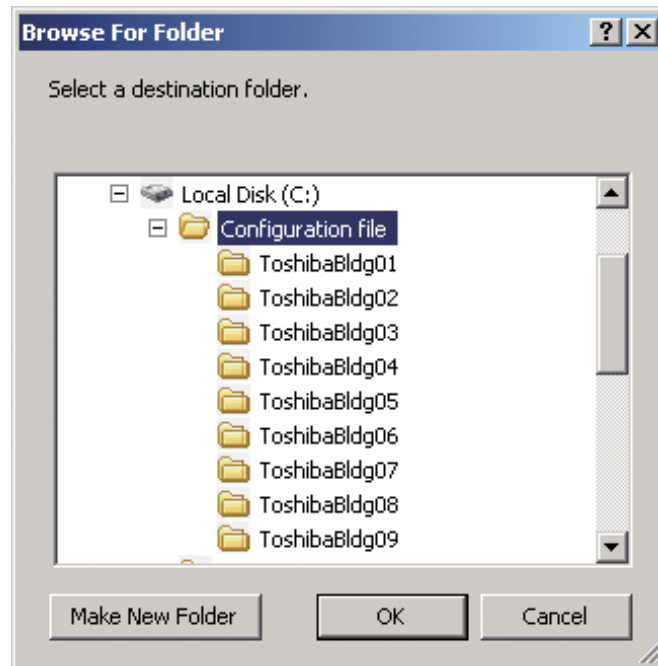 Browse For Folder
Select a destination folder.
Local Disk (C:)
Configuration file
ToshibaBldg01
ToshibaBldg02
ToshibaBldg03
ToshibaBldg04
ToshibaBldg05
ToshibaBldg06
ToshibaBldg07
ToshibaBldg08
ToshibaBldg09
Make New Folder OK Cancel